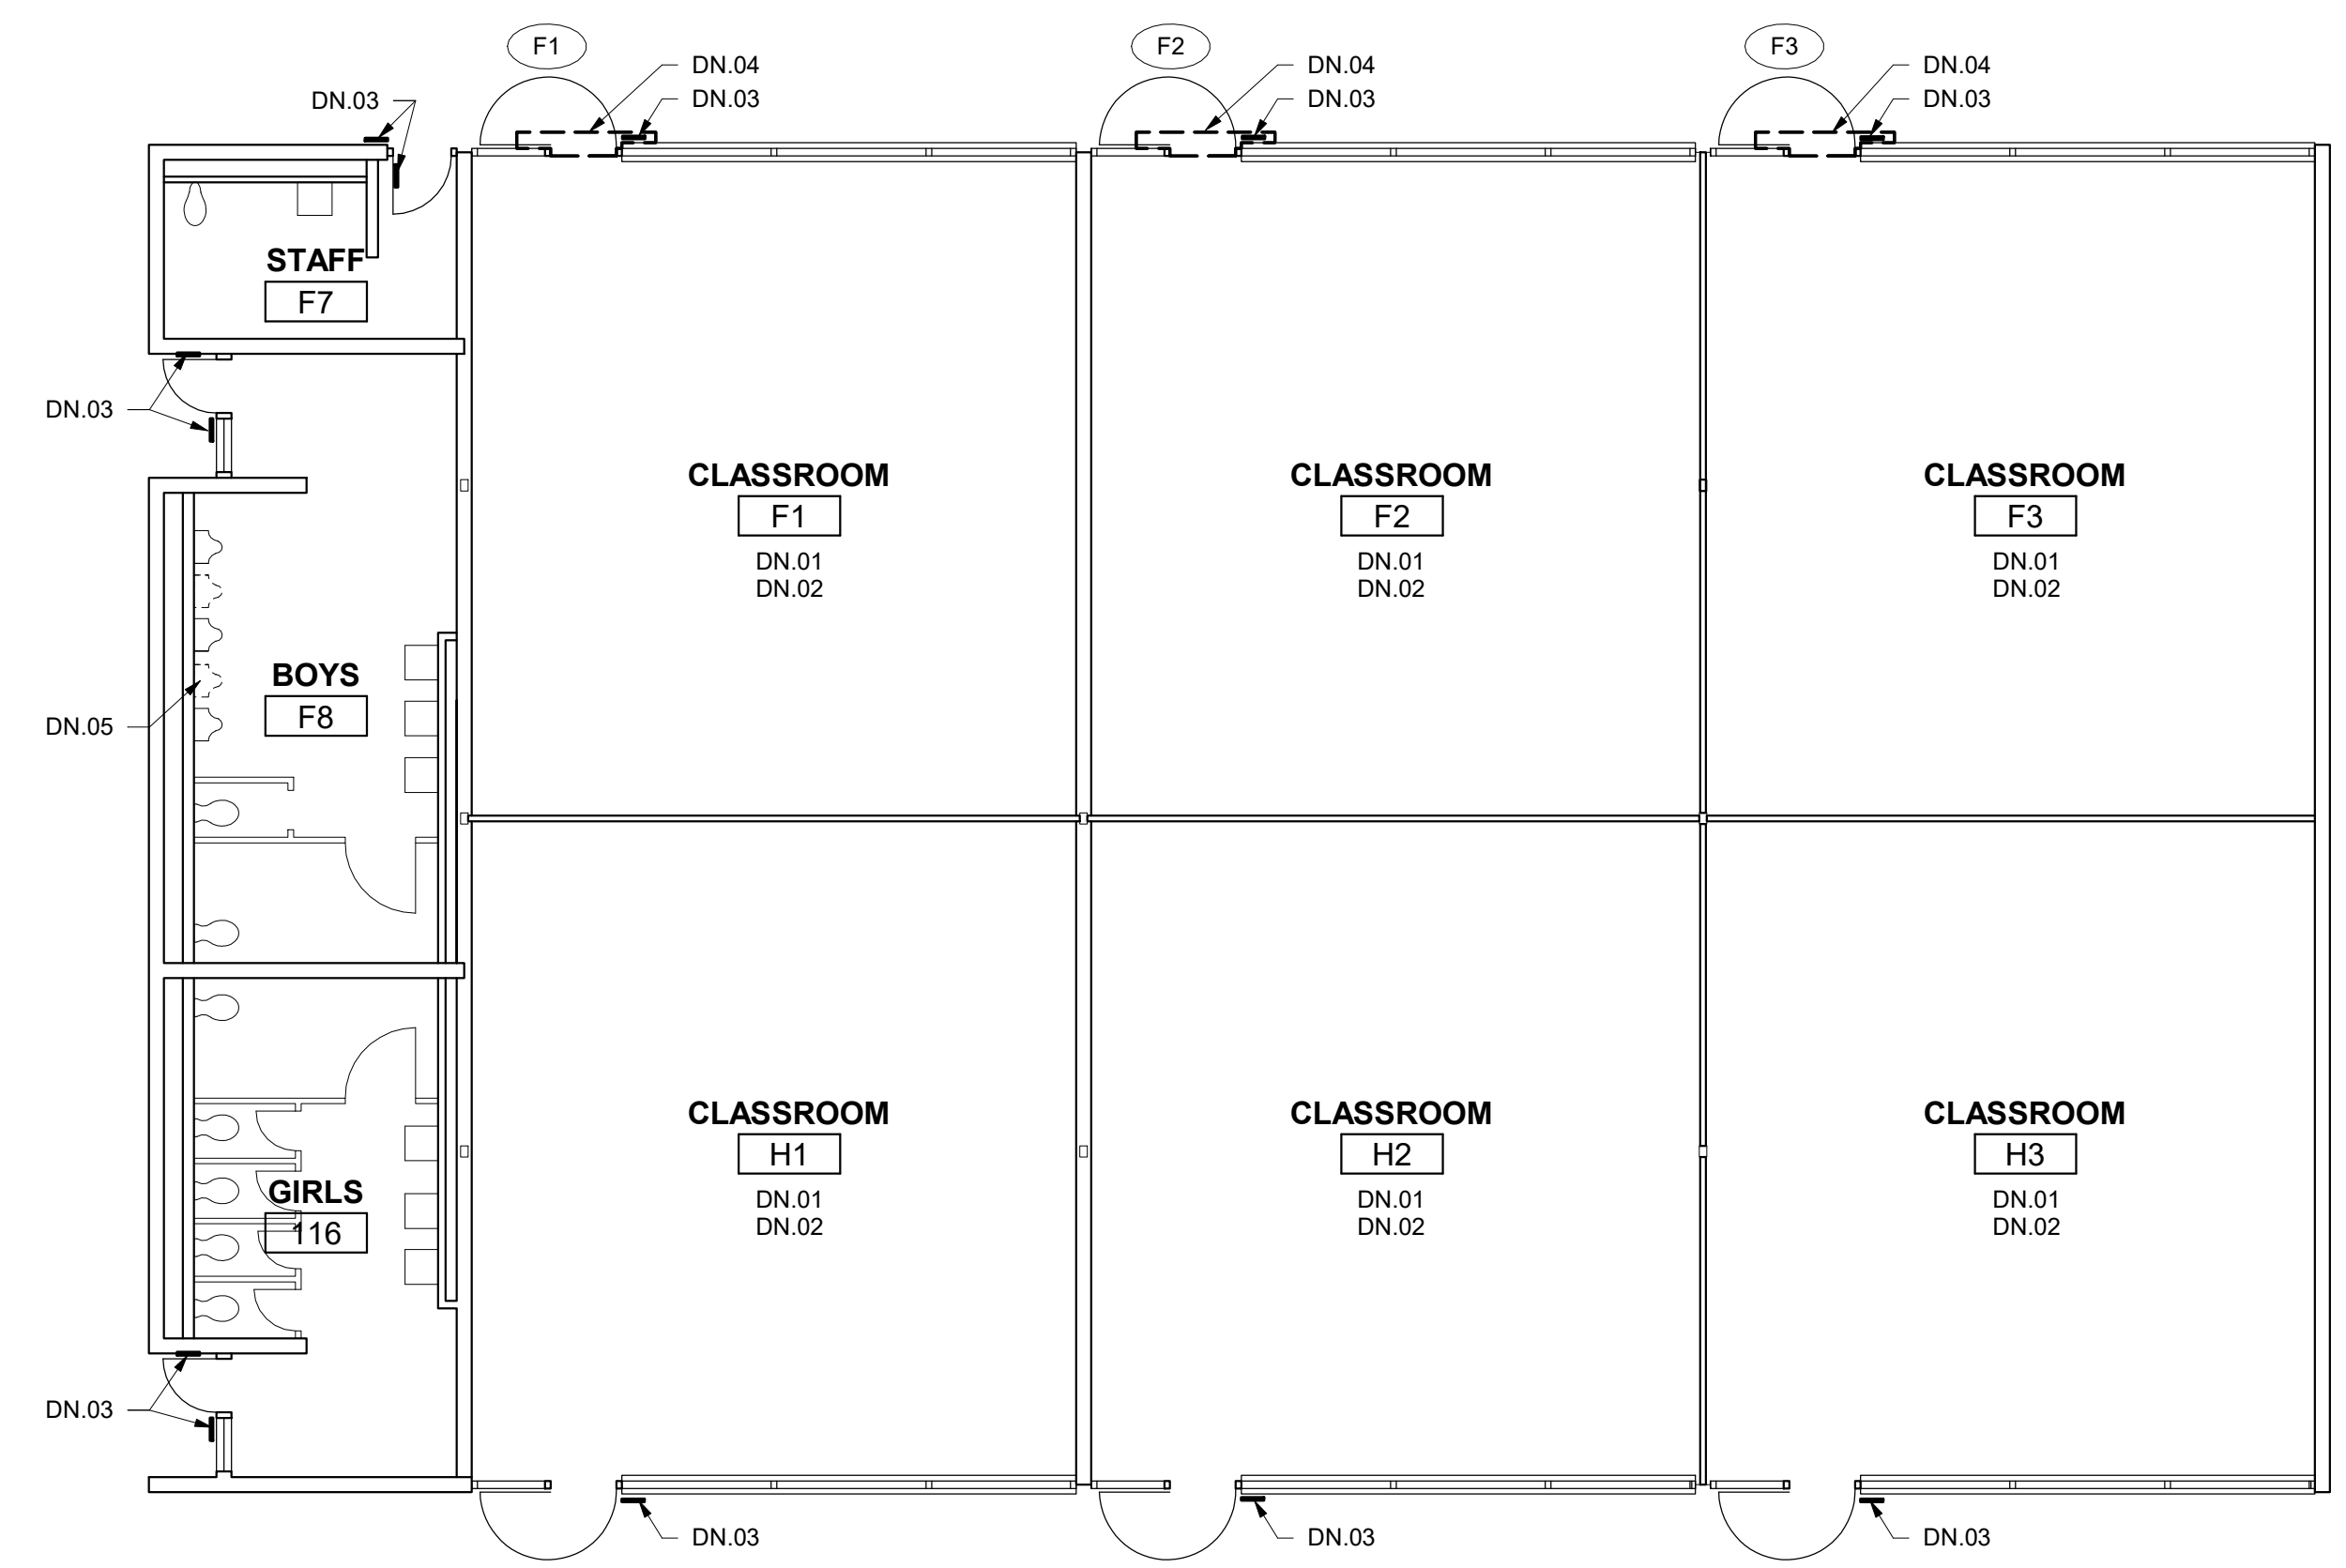 F1
F2
F3
DN.04
DN.04
DN.04
DN.03
DN.03
DN.03
DN.03
STAFF
F7
DN.03
CLASSROOM
F1
DN.01
DN.02
CLASSROOM
F2
DN.01
DN.02
CLASSROOM
F3
DN.01
DN.02
BOYS
F8
DN.05
CLASSROOM
H1
DN.01
DN.02
CLASSROOM
H2
DN.01
DN.02
CLASSROOM
H3
DN.01
DN.02
GIRLS
116
DN.03
DN.03
DN.03
DN.03